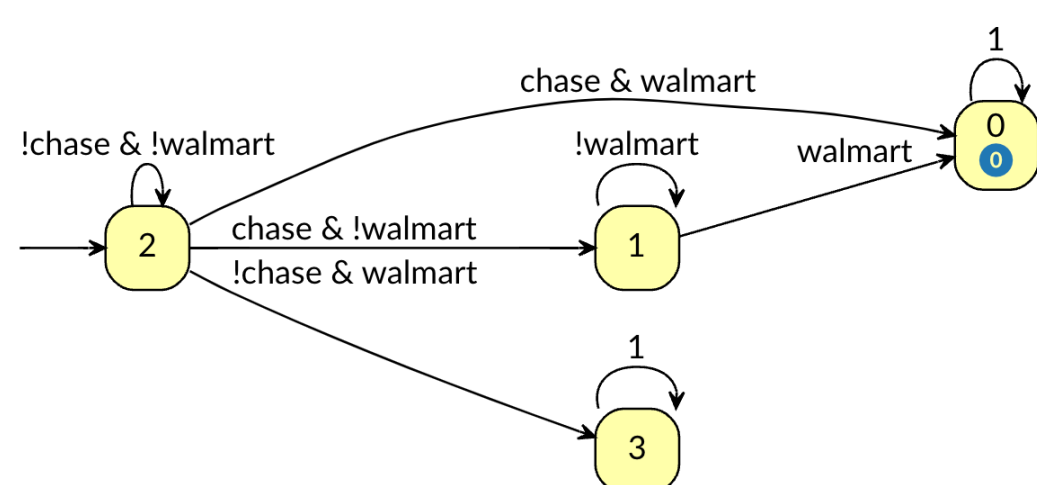 1
chase & walmart
0
0
!chase & !walmart
!walmart
walmart
2
chase & !walmart
1
!chase & walmart
1
3